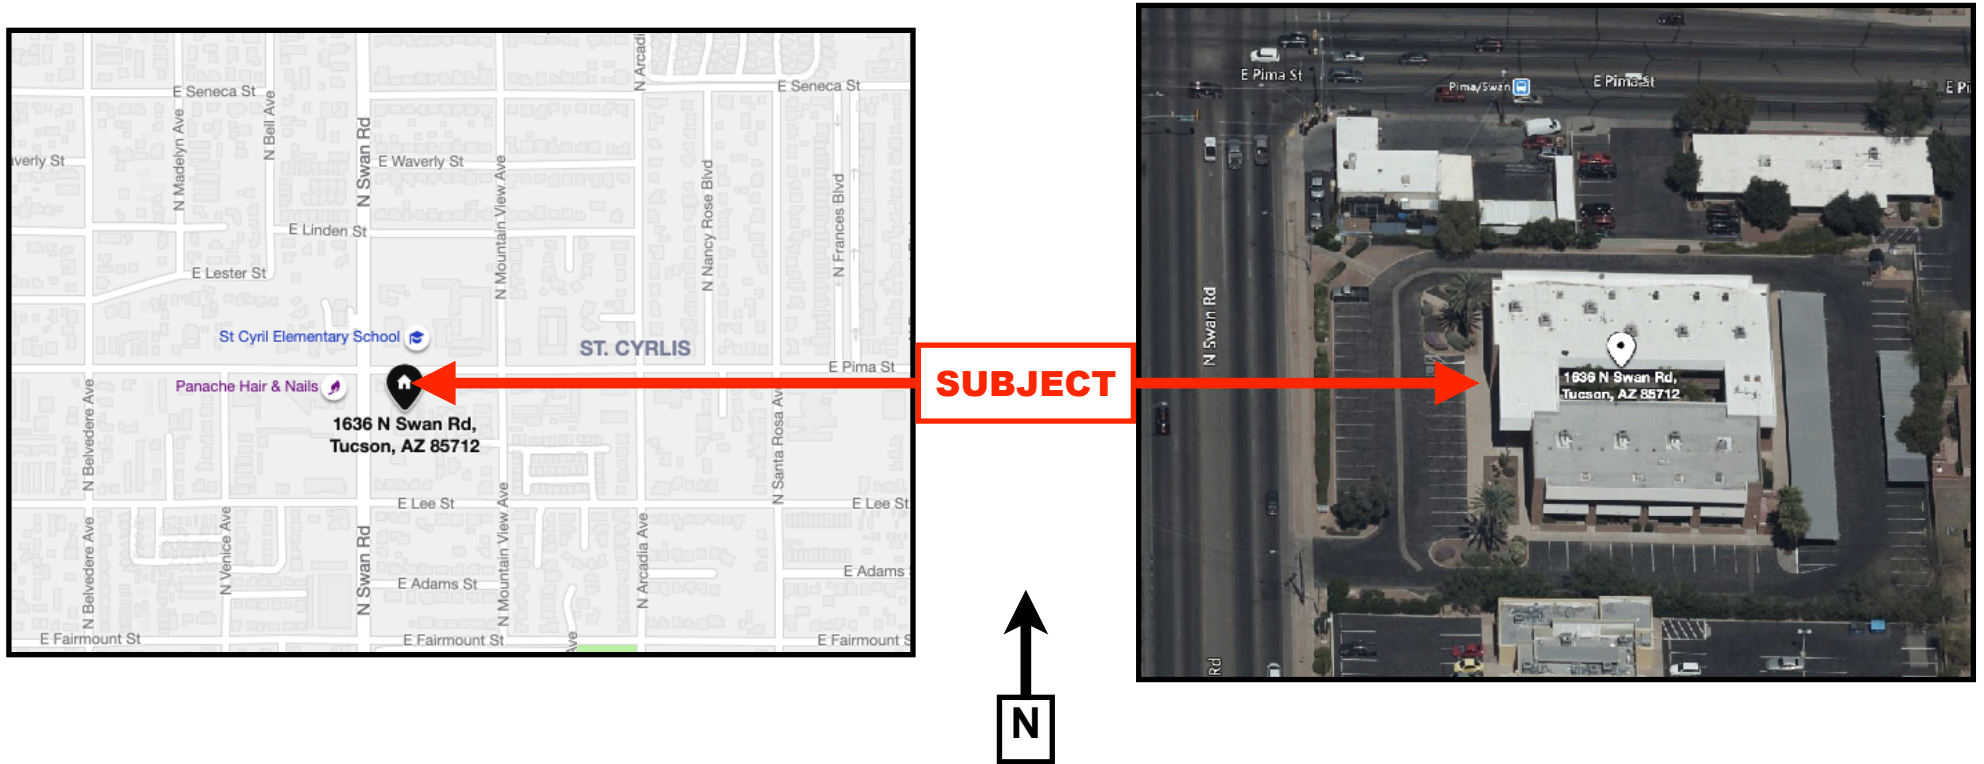 N Arcadi
E Seneca St
E Seneca St
N Bell Ave
N Madelyn Ave
N Swan Rd
averly St
E Waverly St
N Mountain View Ave
N Nancy Rose Blvd
N Frances Blvd
E Linden St
E Lester St
St Cyril Elementary School
ST. CYRLIS
E Pima St
Panache Hair & Nails
1636 N Swan Rd,
Tucson, AZ 85712
N Belvedere Ave
N Santa Rosa Ave
E Lee St
E Lee St
N Belvedere Ave
N Venice Ave
N Swan Rd
N Mountain View Ave
N Arcadia Ave
E Adams St
E Adams
E Fairmount St
E Fairmount St
Ave
E Fairmount S
SUBJECT
N
E Pima St
Pima/Swan
E Pima St
E Pi
N Swan Rd
1636 N Swan Rd,
Tucson, AZ 85712
Rd